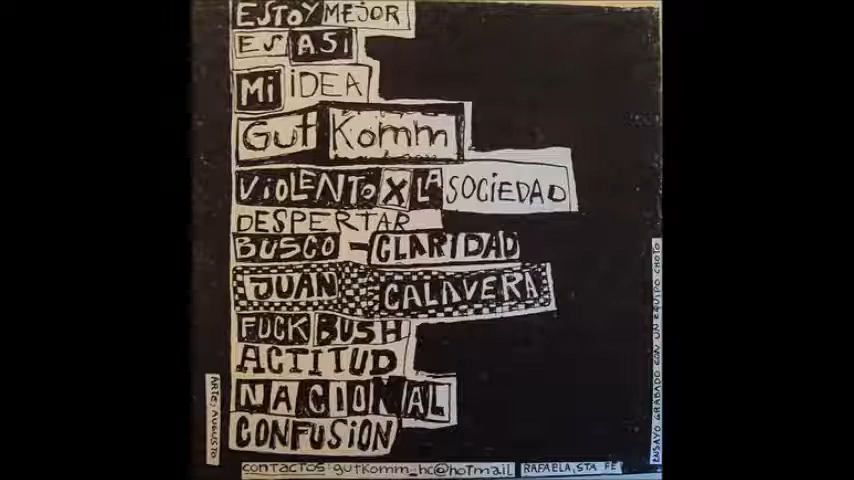 ESTOY MEJOR
ES ASI
Mi iDEA
Gut Komm
ViOLENTO X LA SOCiEDAD
DESPERTAR
BUSCO - CLARIDAD
JUAN CALAVERA
FUCK BUSH
ACTITUD
NACIONAL
CONFUSiON
ARTE: AUGUSTO
ENSAYO GRABADO CON UN EQUIPO CHOTO
contactos: gutkomm_hc@hotmail
RAFAELA, STA FE